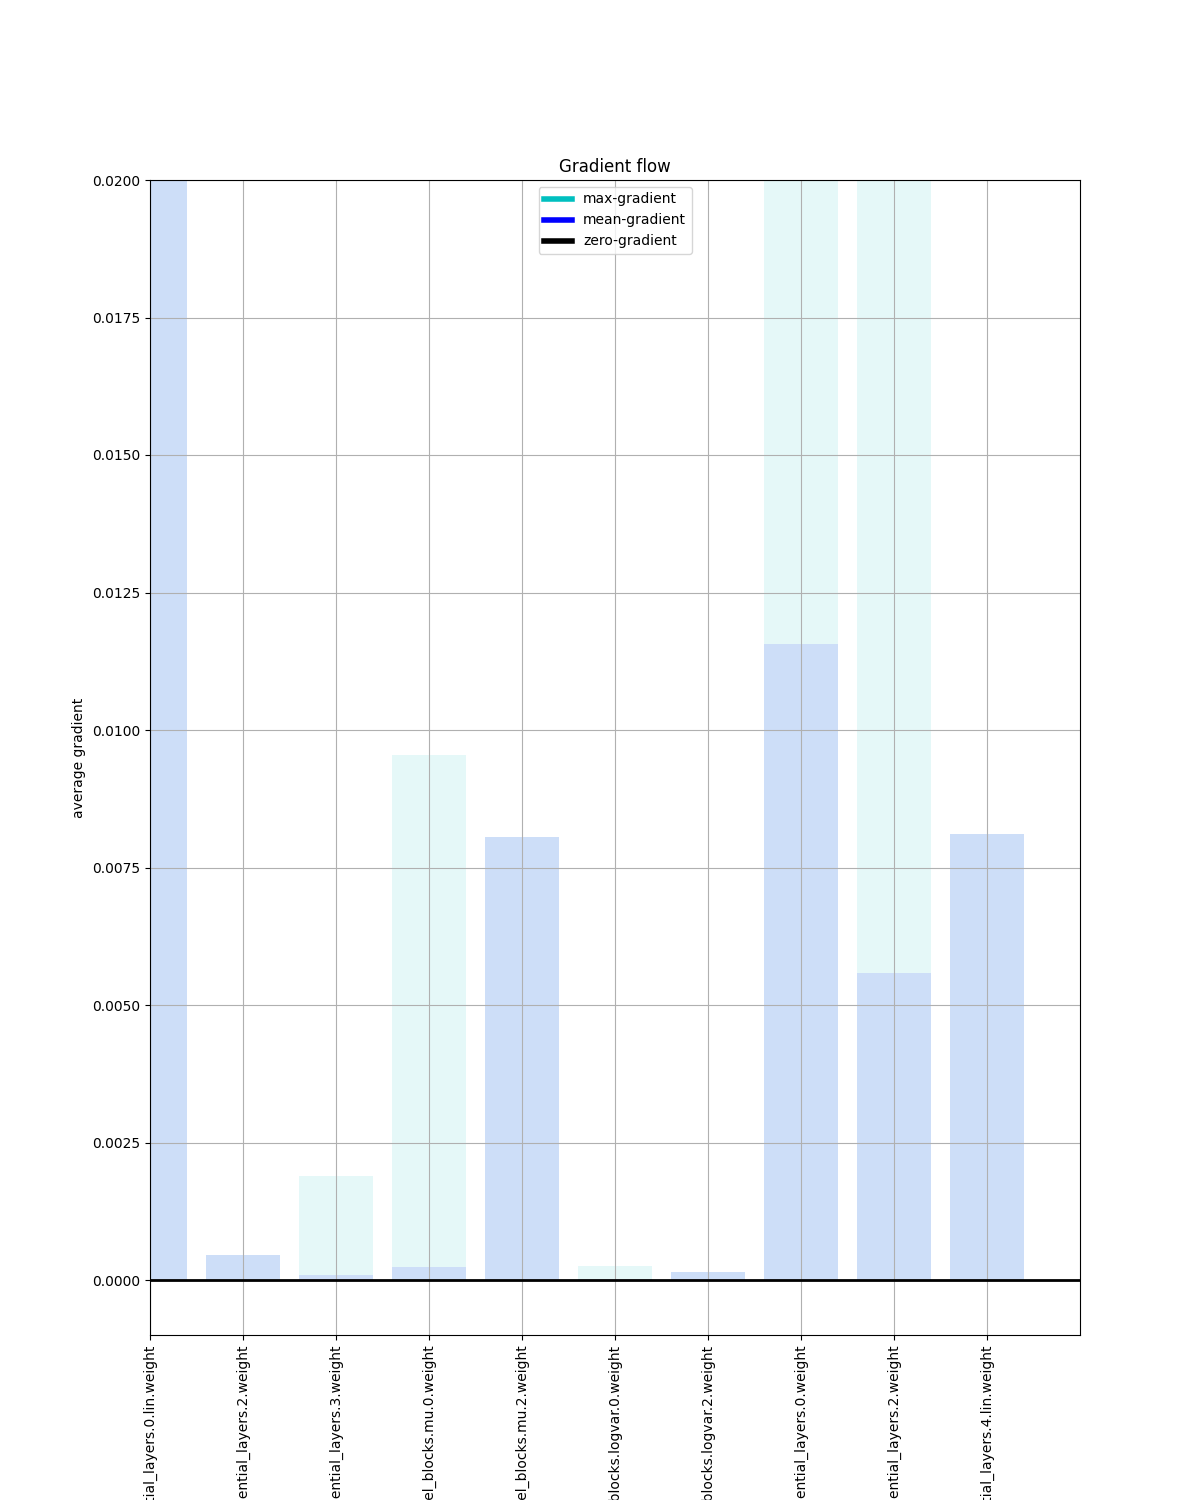 Gradient flow
max-gradient
mean-gradient
zero-gradient
0.0200
0.0175
0.0150
0.0125
0.0100
0.0075
0.0050
0.0025
0.0000
average gradient
tial_layers.0.lin.weight
ential_layers.2.weight
ential_layers.3.weight
el_blocks.mu.0.weight
el_blocks.mu.2.weight
blocks.logvar.0.weight
blocks.logvar.2.weight
ential_layers.0.weight
ential_layers.2.weight
tial_layers.4.lin.weight